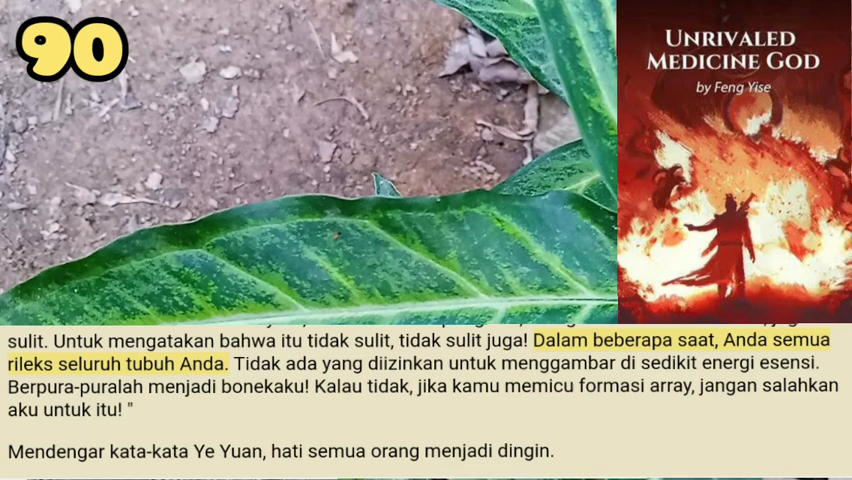 90
UNRIVALED
MEDICINE GOD
by Feng Yise
sulit. Untuk mengatakan bahwa itu tidak sulit, tidak sulit juga! Dalam beberapa saat, Anda semua
rileks seluruh tubuh Anda. Tidak ada yang diizinkan untuk menggambar di sedikit energi esensi.
Berpura-puralah menjadi bonekaku! Kalau tidak, jika kamu memicu formasi array, jangan salahkan
aku untuk itu! "
Mendengar kata-kata Ye Yuan, hati semua orang menjadi dingin.